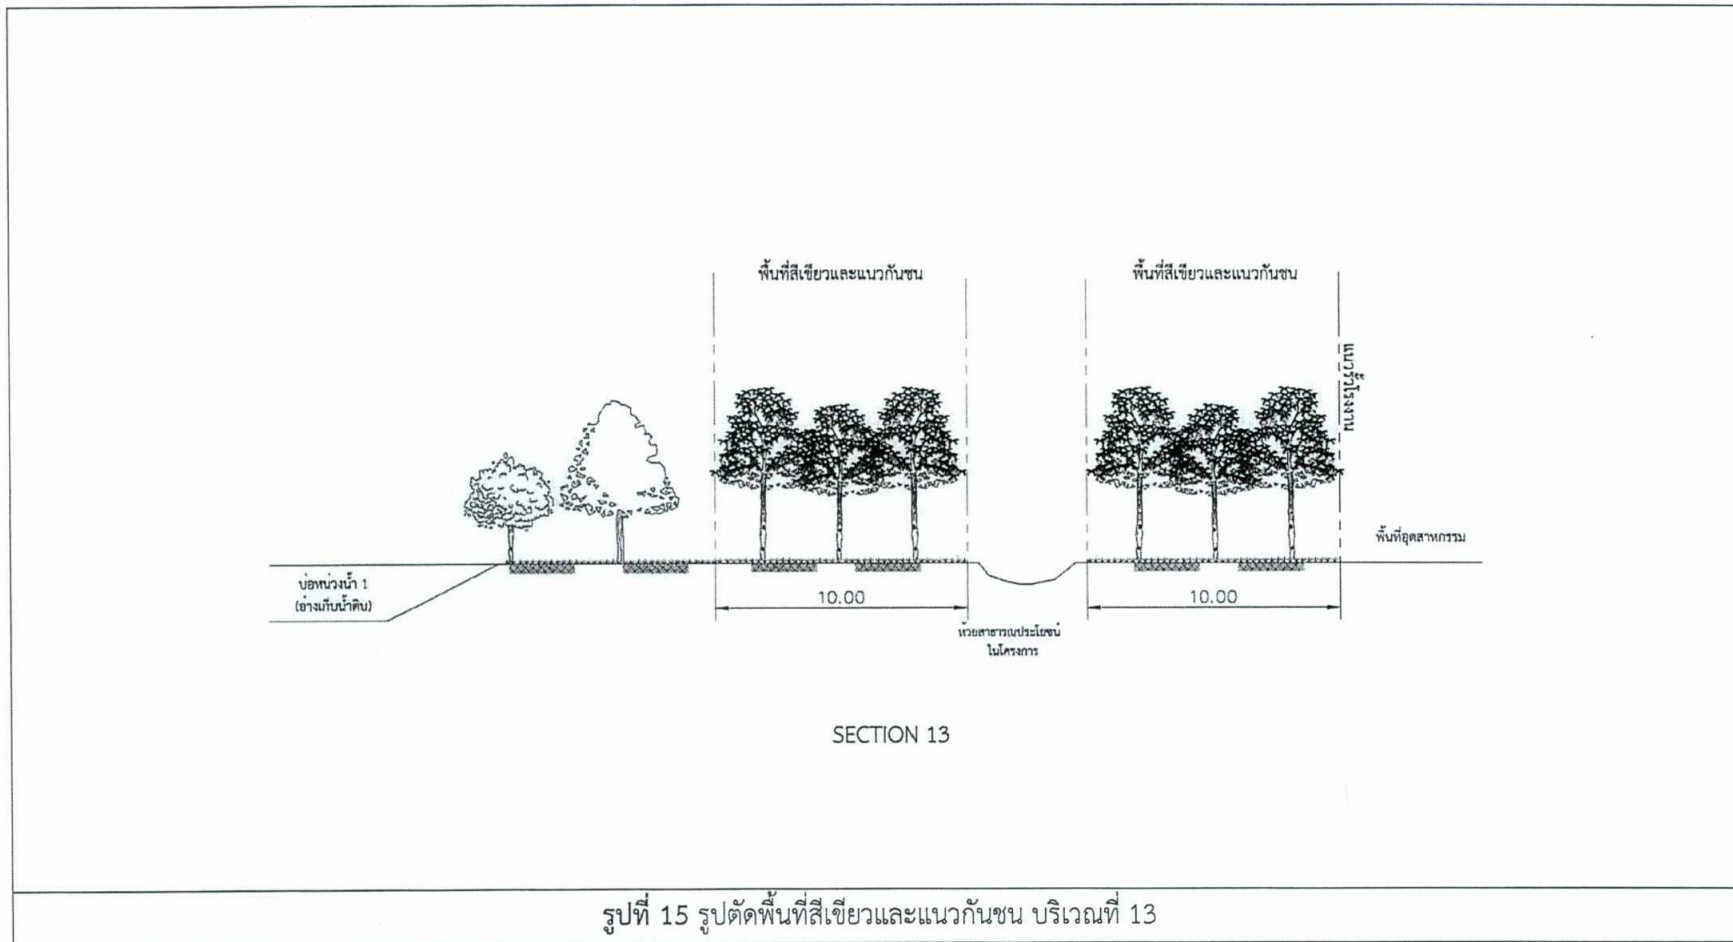 พื้นที่สีเขียวและแนวกันชน
พื้นที่สีเขียวและแนวกันชน
แนวรั้วโรงงาน
พื้นที่อุตสาหกรรม
บ่อหน่วงน้ำ 1
(อ่างเก็บน้ำดิบ)
10.00
10.00
ห้วยสาธารณประโยชน์
ในโครงการ
SECTION 13
รูปที่ 15 รูปตัดพื้นที่สีเขียวและแนวกันชน บริเวณที่ 13